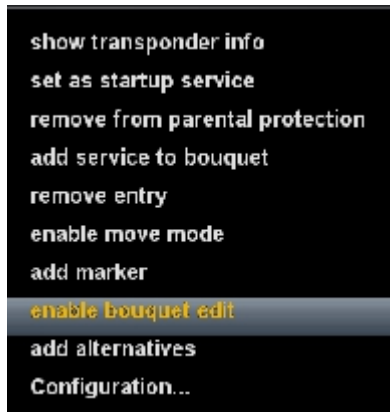 show transponder info
set as startup service
remove from parental protection
add service to bouquet
remove entry
enable move mode
add marker
enable bouquet edit
add alternatives
Configuration...